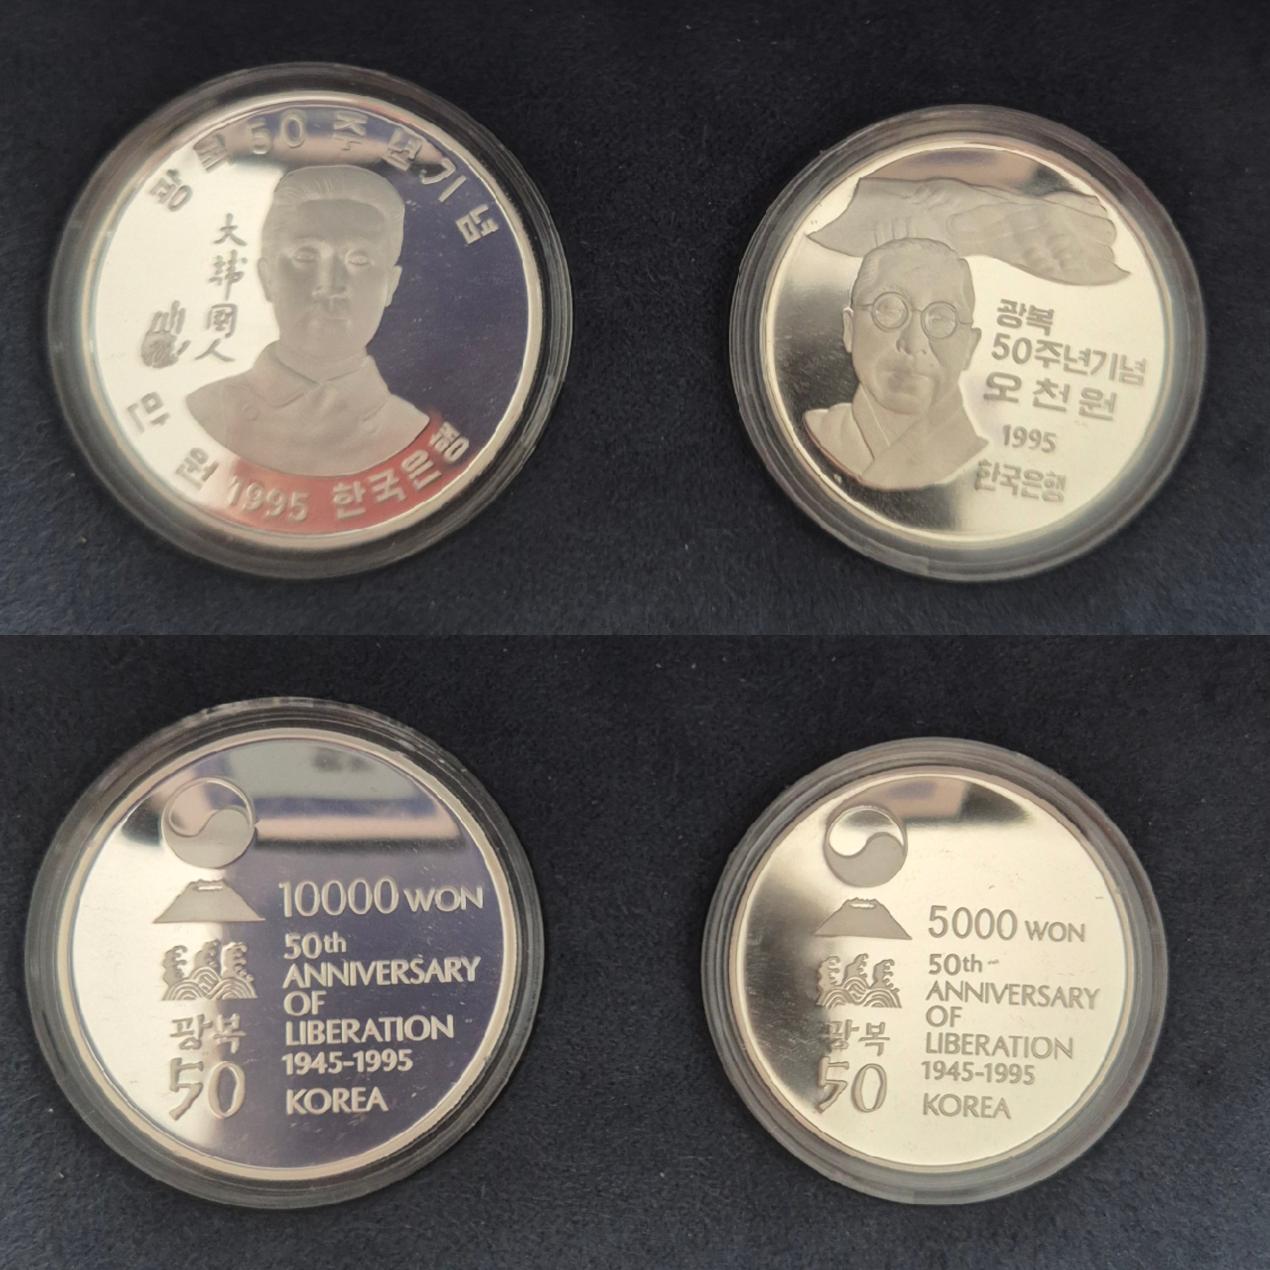 광복50주년기념
大韓國人
만원 1995 한국은행
광복
50주년기념
오천원
1995
한국은행
10000 WON
50th
ANNIVERSARY
OF
LIBERATION
1945-1995
KOREA
광복
50
5000 WON
50th
ANNIVERSARY
OF
LIBERATION
1945-1995
KOREA
광복
50